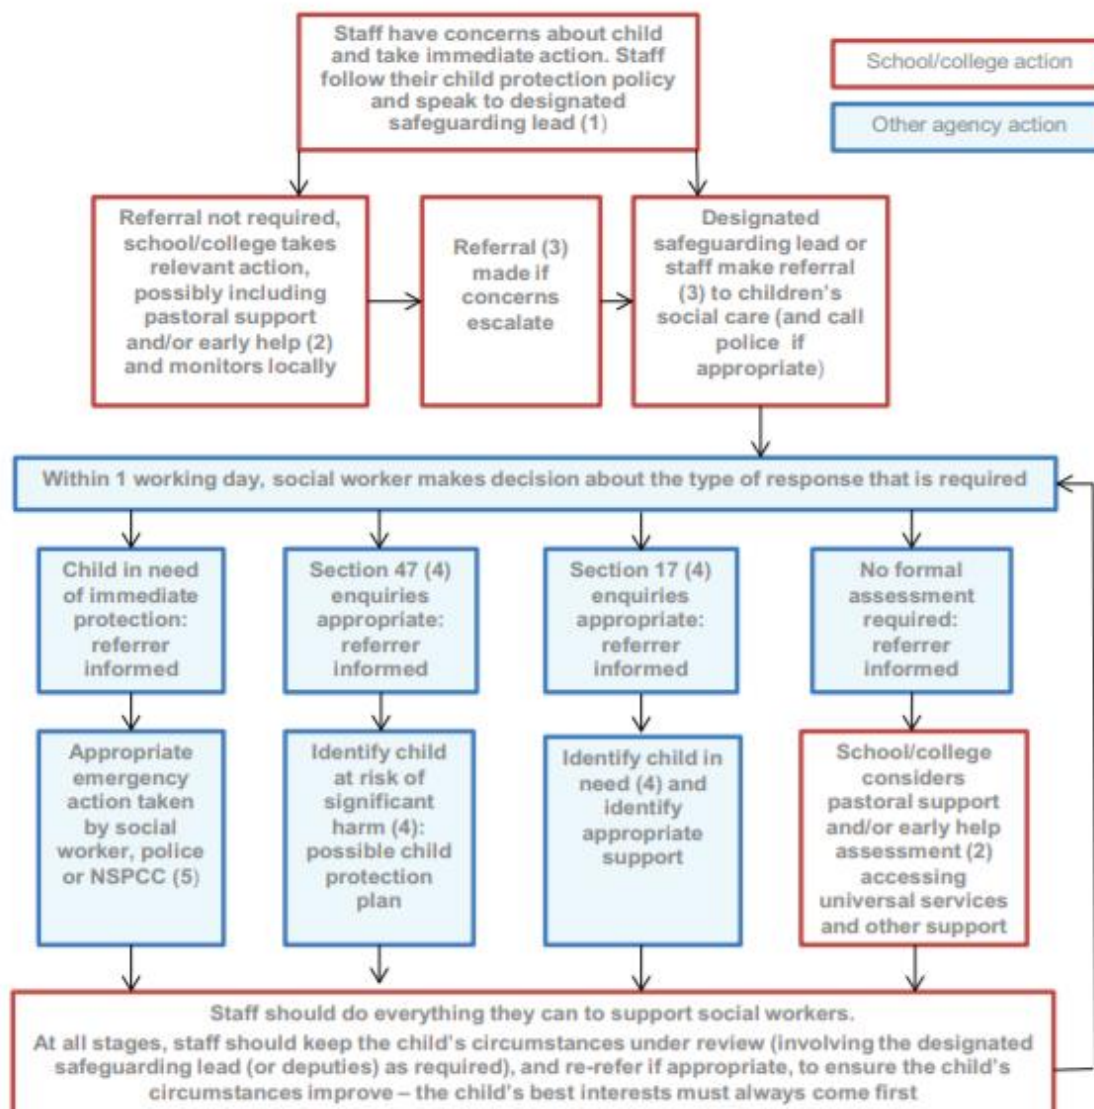 Staff have concerns about child
and take immediate action. Staff
follow their child protection policy
and speak to designated
safeguarding lead (1)
School/college action
Other agency action
Referral not required,
school/college takes
relevant action,
possibly including
pastoral support
and/or early help (2)
and monitors locally
Referral (3)
made if
concerns
escalate
Designated
safeguarding lead or
staff make referral
(3) to children's
social care (and call
police if
appropriate)
Within 1 working day, social worker makes decision about the type of response that is required
Child in need
of immediate
protection:
referrer
informed
Section 47 (4)
enquiries
appropriate:
referrer
informed
Section 17 (4)
enquiries
appropriate:
referrer
informed
No formal
assessment
required:
referrer
informed
Appropriate
emergency
action taken
by social
worker, police
or NSPCC (5)
Identify child
at risk of
significant
harm (4):
possible child
protection
plan
Identify child in
need (4) and
identify
appropriate
support
School/college
considers
pastoral support
and/or early help
assessment (2)
accessing
universal services
and other support
Staff should do everything they can to support social workers.
At all stages, staff should keep the child's circumstances under review (involving the designated
safeguarding lead (or deputies) as required), and re-refer if appropriate, to ensure the child's
circumstances improve – the child's best interests must always come first